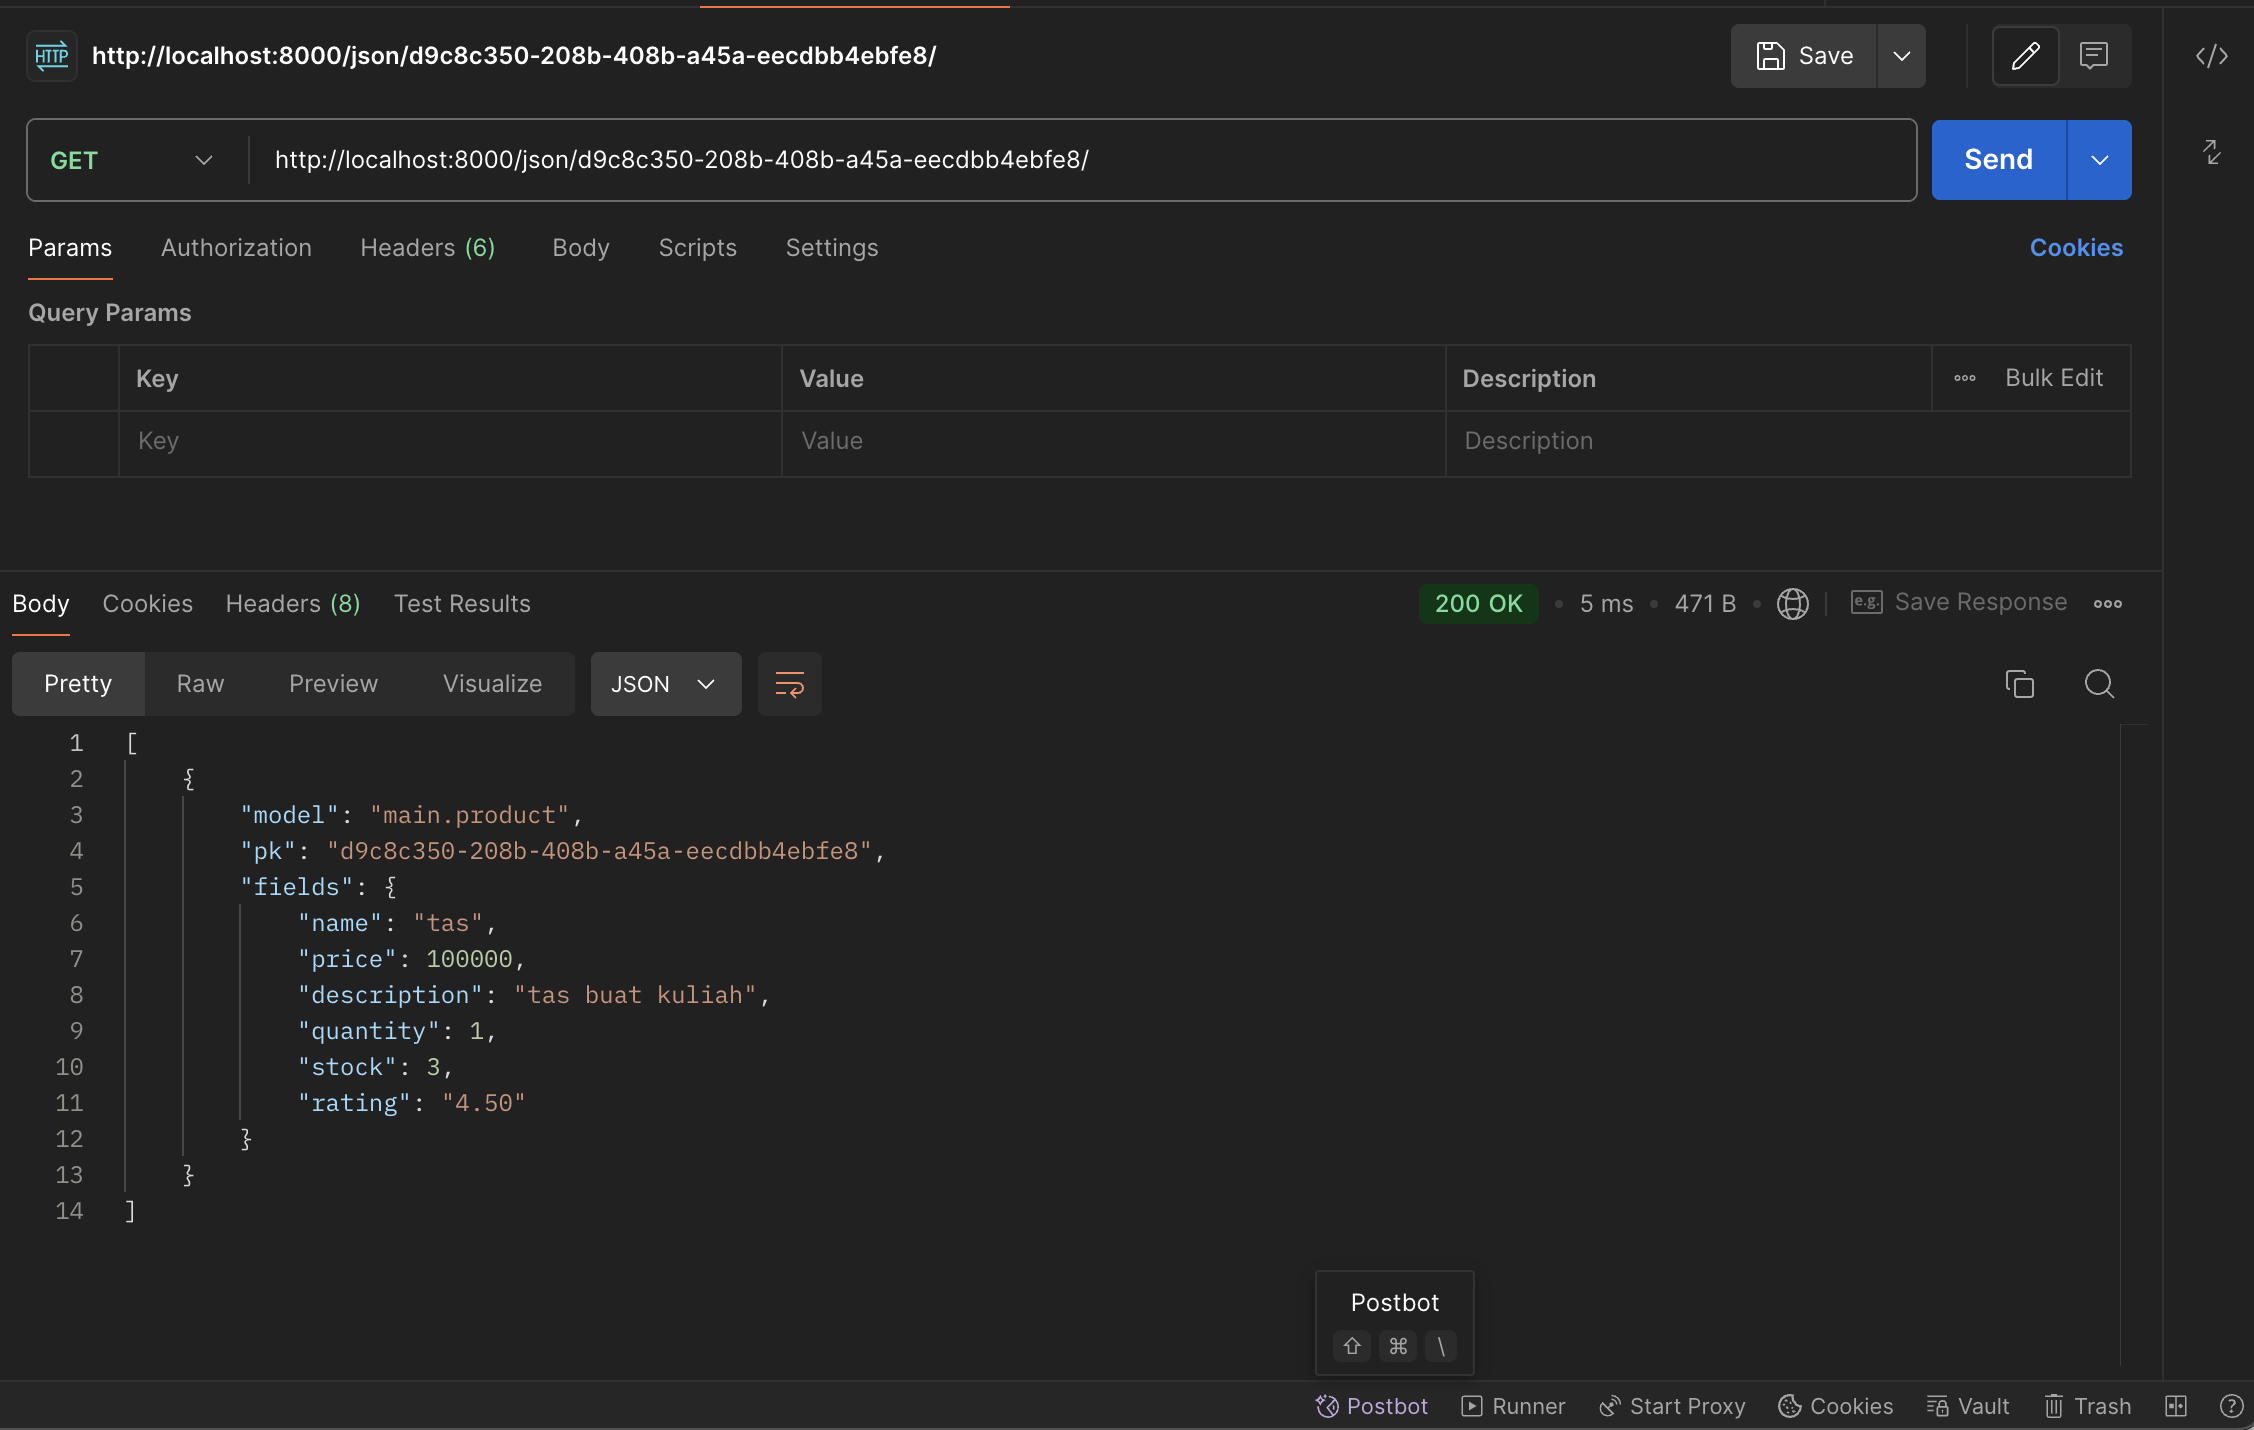 HTTP http://localhost:8000/json/d9c8c350-208b-408b-a45a-eecdbb4ebfe8/ Save
GET http://localhost:8000/json/d9c8c350-208b-408b-a45a-eecdbb4ebfe8/ Send
Params Authorization Headers (6) Body Scripts Settings Cookies
Query Params
Key Value Description Bulk Edit
Key Value Description
Body Cookies Headers (8) Test Results 200 OK 5 ms 471 B e.g. Save Response
Pretty Raw Preview Visualize JSON
1 [
2 {
3 "model": "main.product",
4 "pk": "d9c8c350-208b-408b-a45a-eecdbb4ebfe8",
5 "fields": {
6 "name": "tas",
7 "price": 100000,
8 "description": "tas buat kuliah",
9 "quantity": 1,
10 "stock": 3,
11 "rating": "4.50"
12 }
13 }
14 ]
Postbot
⇧ ⌘ \
Postbot Runner Start Proxy Cookies Vault Trash